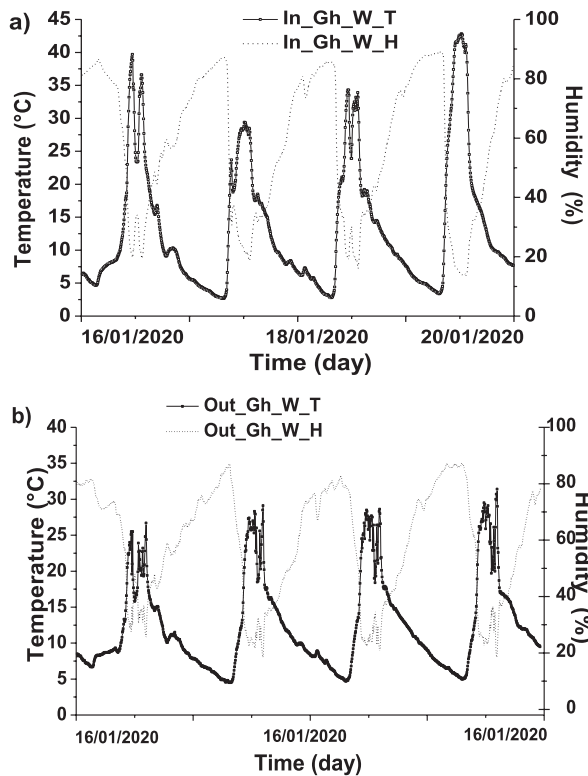 a)
In_Gh_W_T
In_Gh_W_H
45
40
35
30
25
20
15
10
5
0
Temperature (°C)
100
80
60
40
20
0
Humidity (%)
16/01/2020 18/01/2020 20/01/2020
Time (day)
b)
Out_Gh_W_T
Out_Gh_W_H
40
35
30
25
20
15
10
5
0
Temperature (°C)
100
80
60
40
20
0
Humidity (%)
16/01/2020 16/01/2020 16/01/2020
Time (day)